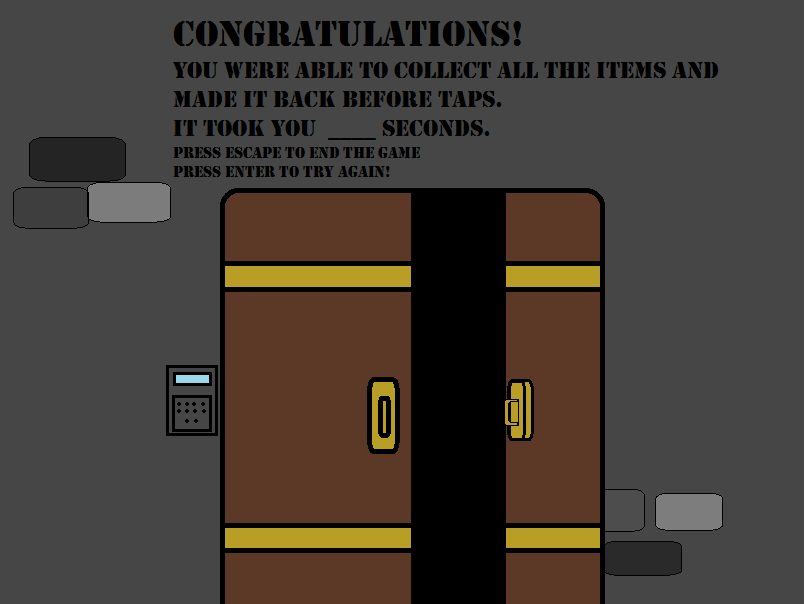 CONGRATULATIONS!
YOU WERE ABLE TO COLLECT ALL THE ITEMS AND
MADE IT BACK BEFORE TAPS.
IT TOOK YOU ____ SECONDS.
PRESS ESCAPE TO END THE GAME
PRESS ENTER TO TRY AGAIN!